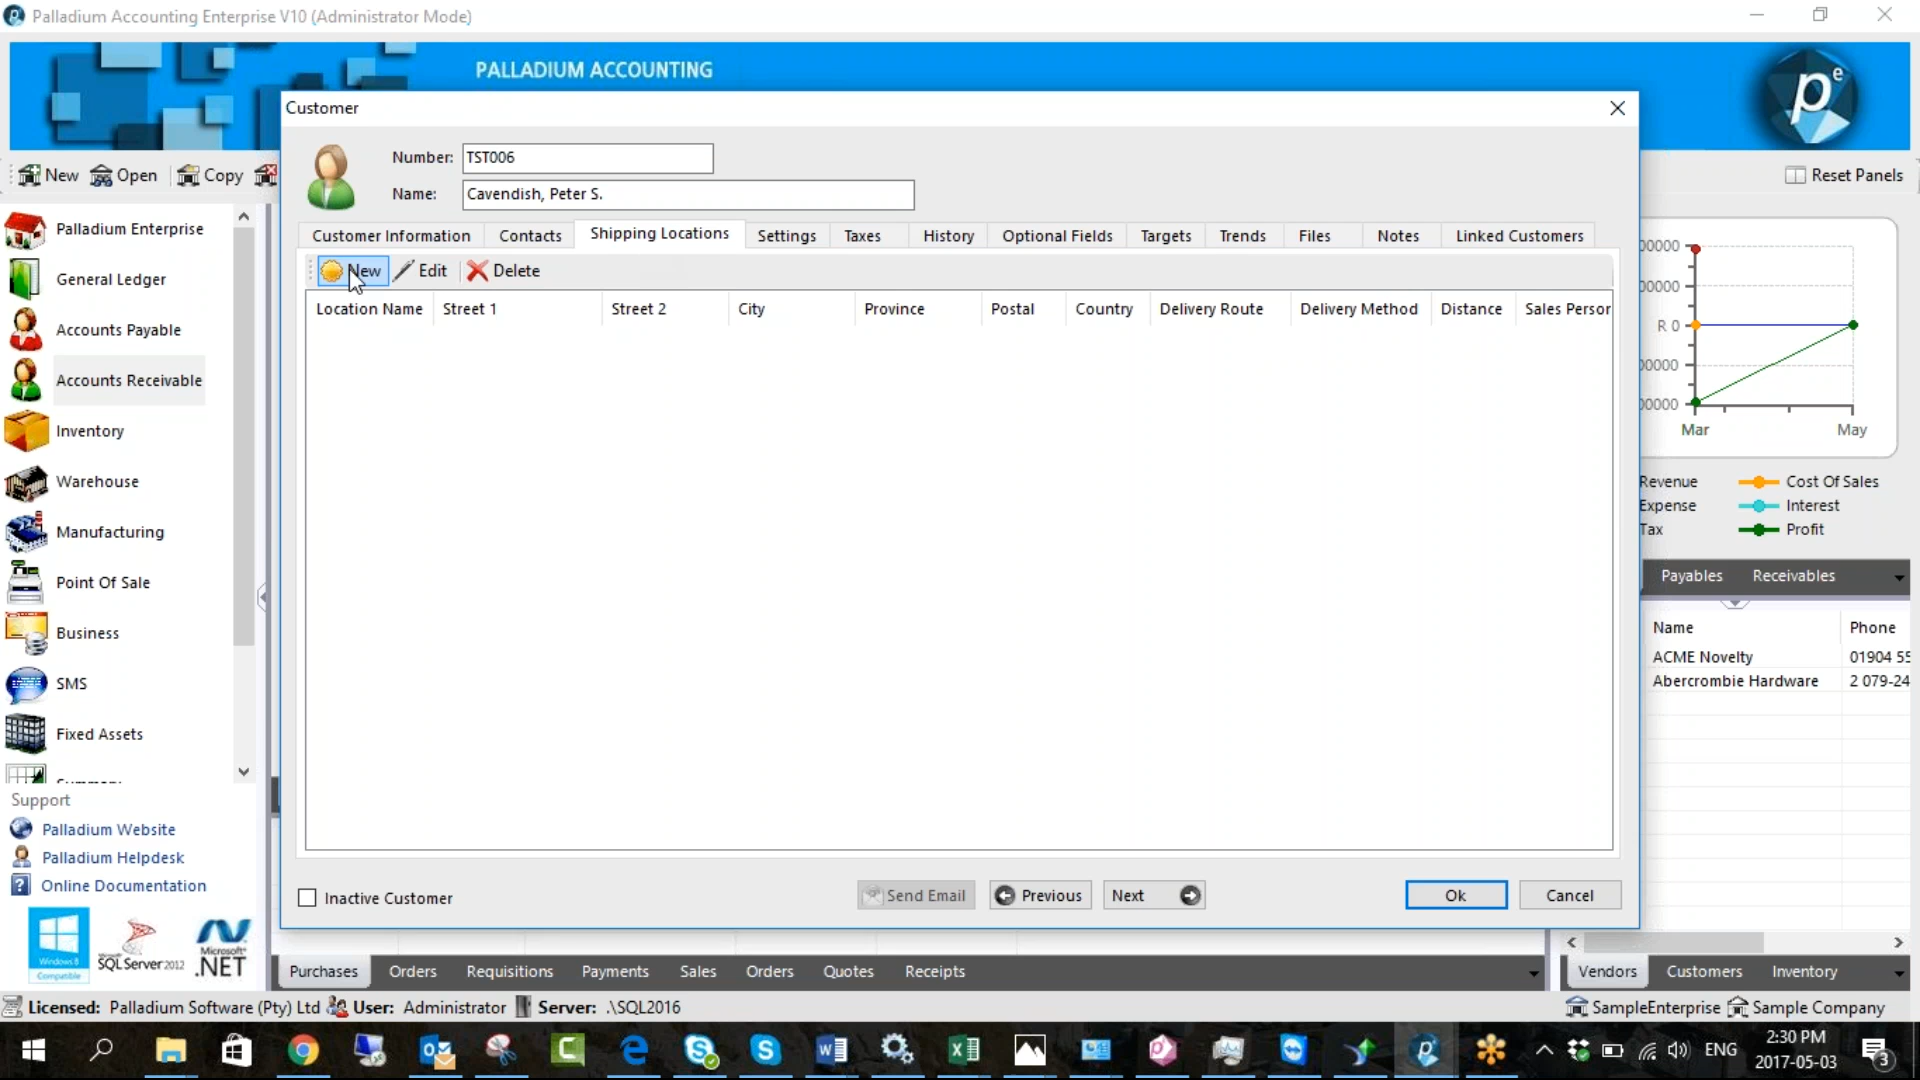 Palladium Accounting Enterprise V10 (Administrator Mode)
PALLADIUM ACCOUNTING
New Open Copy
Reset Panels
Palladium Enterprise
General Ledger
Accounts Payable
Accounts Receivable
Inventory
Warehouse
Manufacturing
Point Of Sale
Business
SMS
Fixed Assets
Support
Palladium Website
Palladium Helpdesk
Online Documentation
Windows 8
Compatible
SQL Server 2012
Microsoft
.NET
Customer
Number: TST006
Name: Cavendish, Peter S.
Customer Information Contacts Shipping Locations Settings Taxes History Optional Fields Targets Trends Files Notes Linked Customers
New Edit Delete
Location Name Street 1 Street 2 City Province Postal Country Delivery Route Delivery Method Distance Sales Person
Inactive Customer
Send Email Previous Next Ok Cancel
R 0
Mar May
Revenue Cost Of Sales
Expense Interest
Tax Profit
Payables Receivables
Name Phone
ACME Novelty 01904 55
Abercrombie Hardware 2 079-24
Purchases Orders Requisitions Payments Sales Orders Quotes Receipts
Vendors Customers Inventory
Licensed: Palladium Software (Pty) Ltd User: Administrator Server: .\SQL2016
SampleEnterprise Sample Company
ENG
2:30 PM
2017-05-03
3